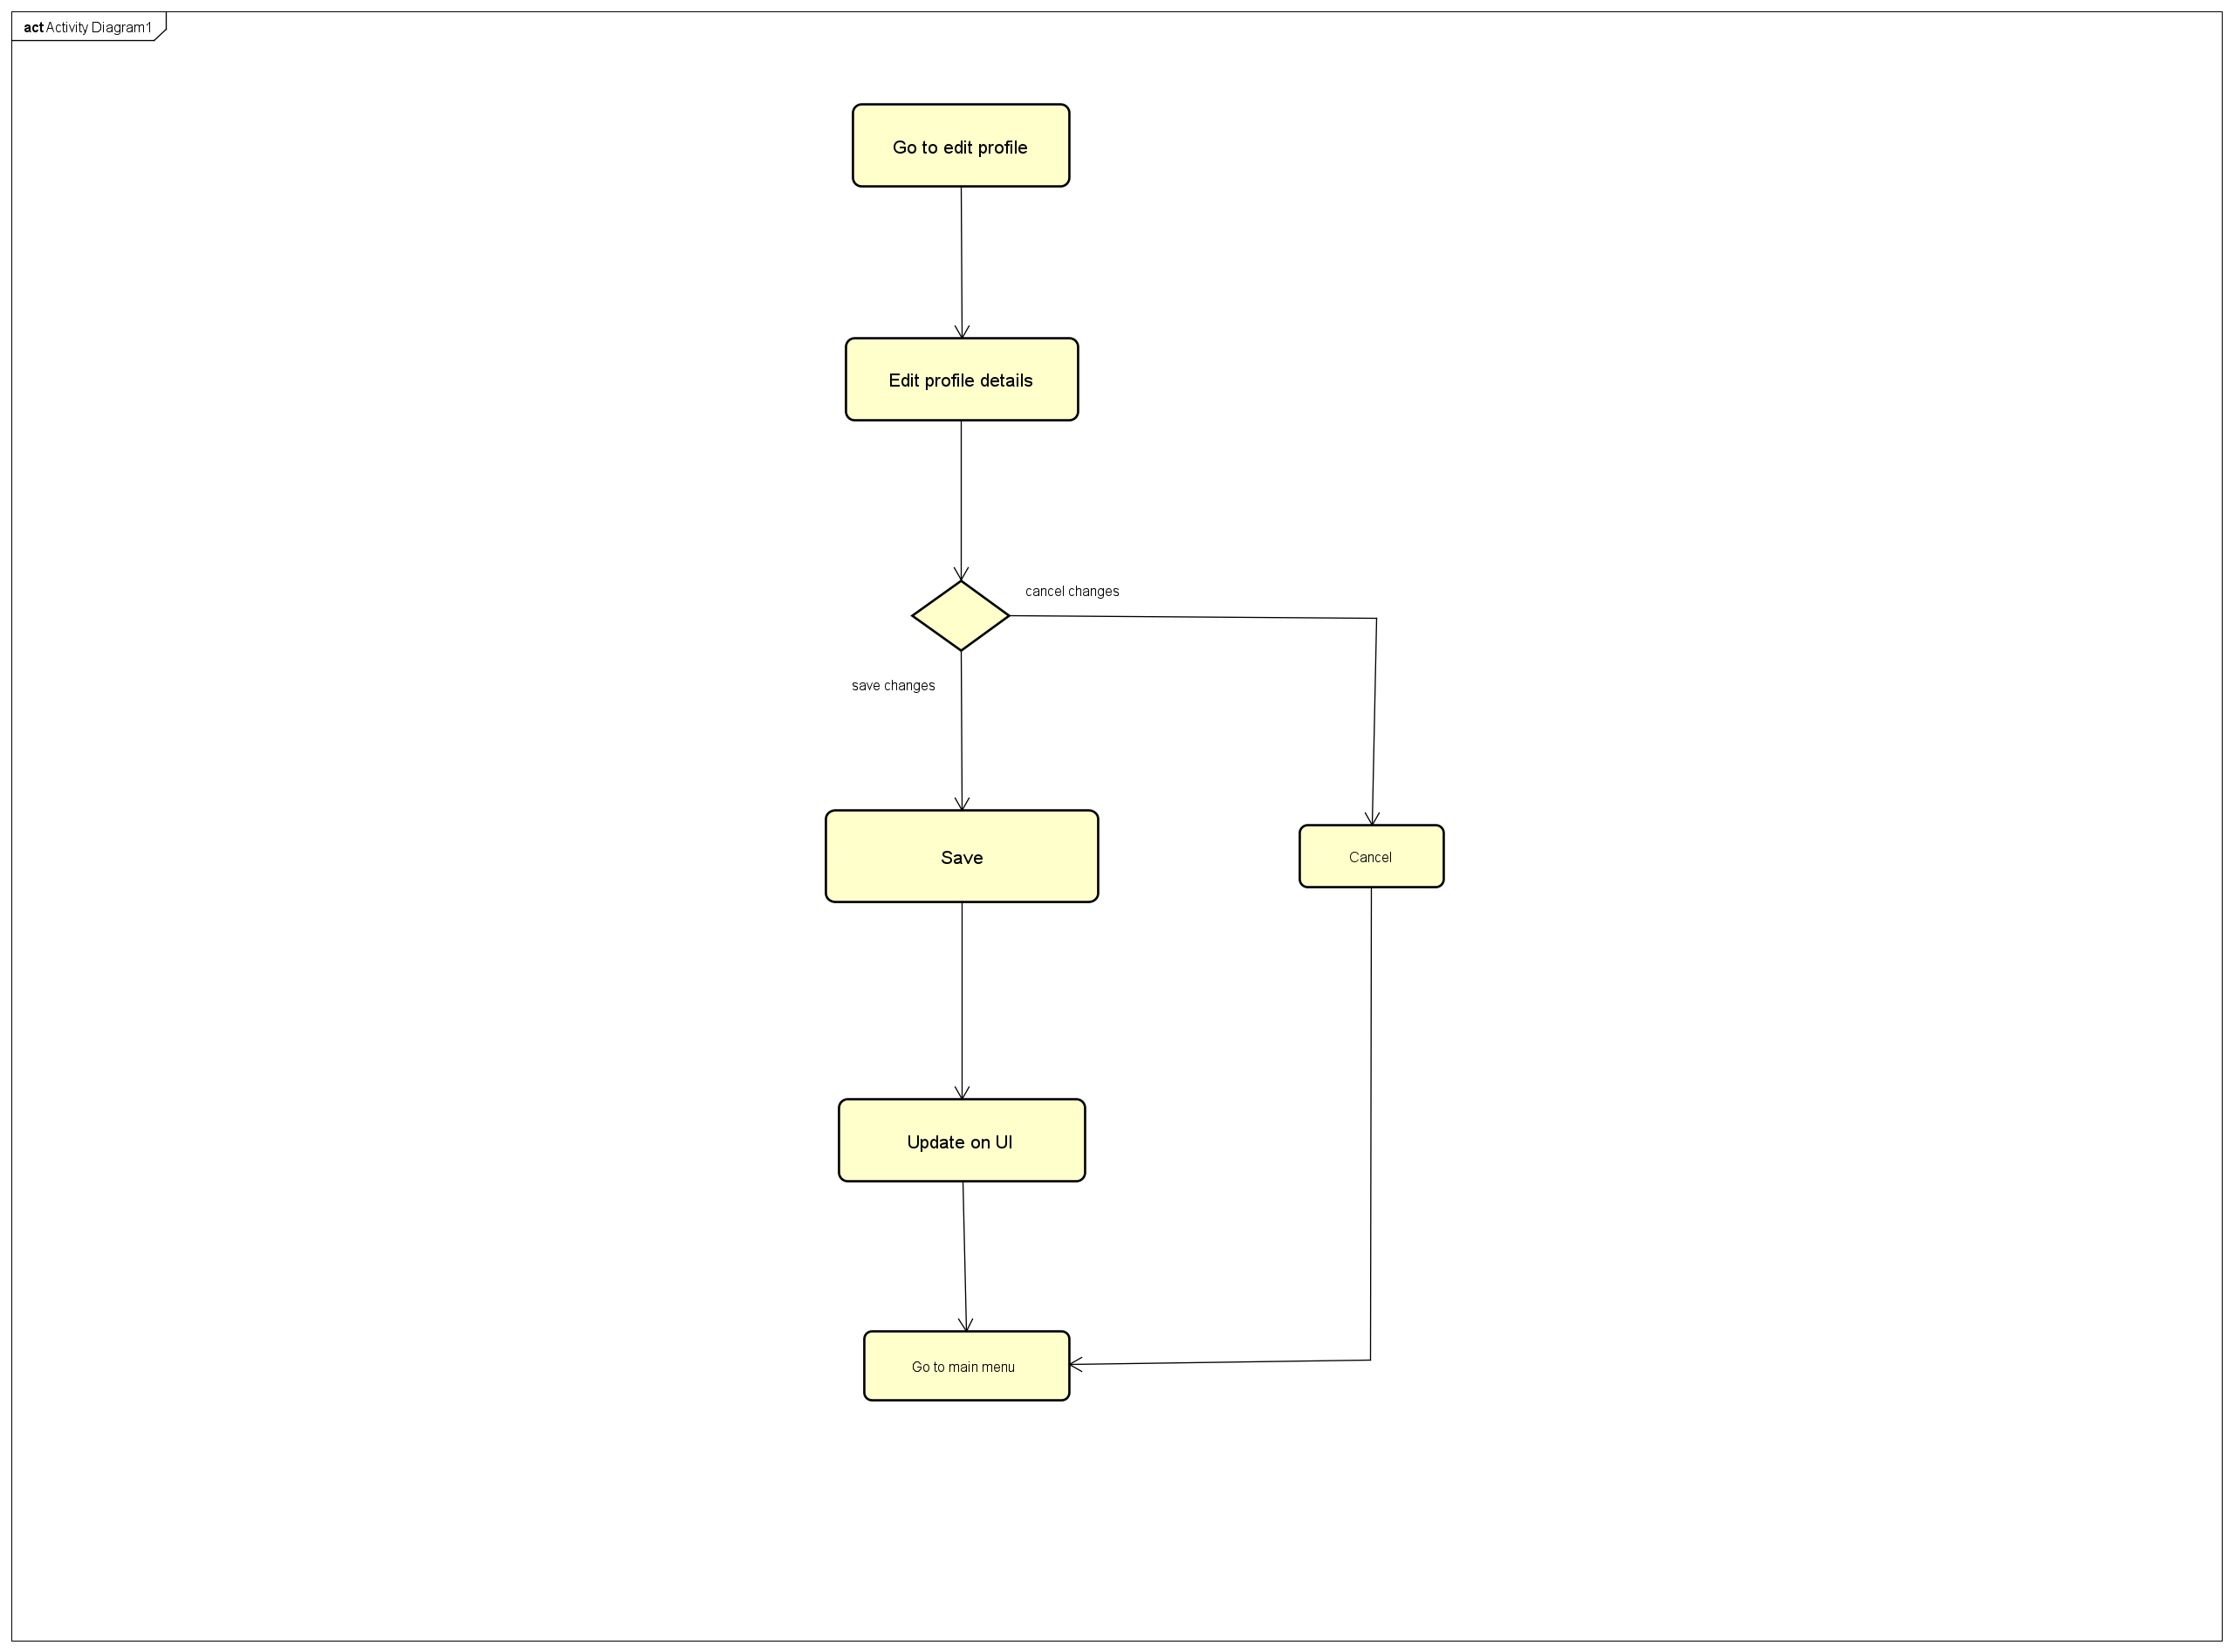 act Activity Diagram1
Go to edit profile
Edit profile details
cancel changes
save changes
Save
Cancel
Update on UI
Go to main menu